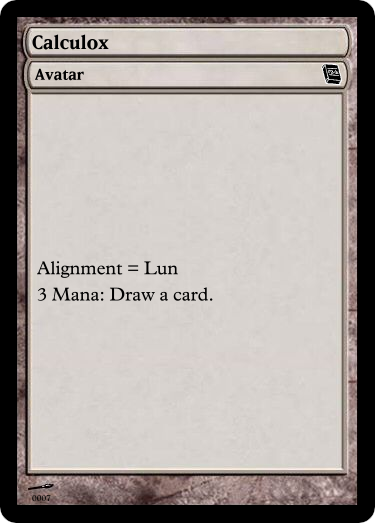 Calculox
Avatar
Alignment = Lun
3 Mana: Draw a card.
0007